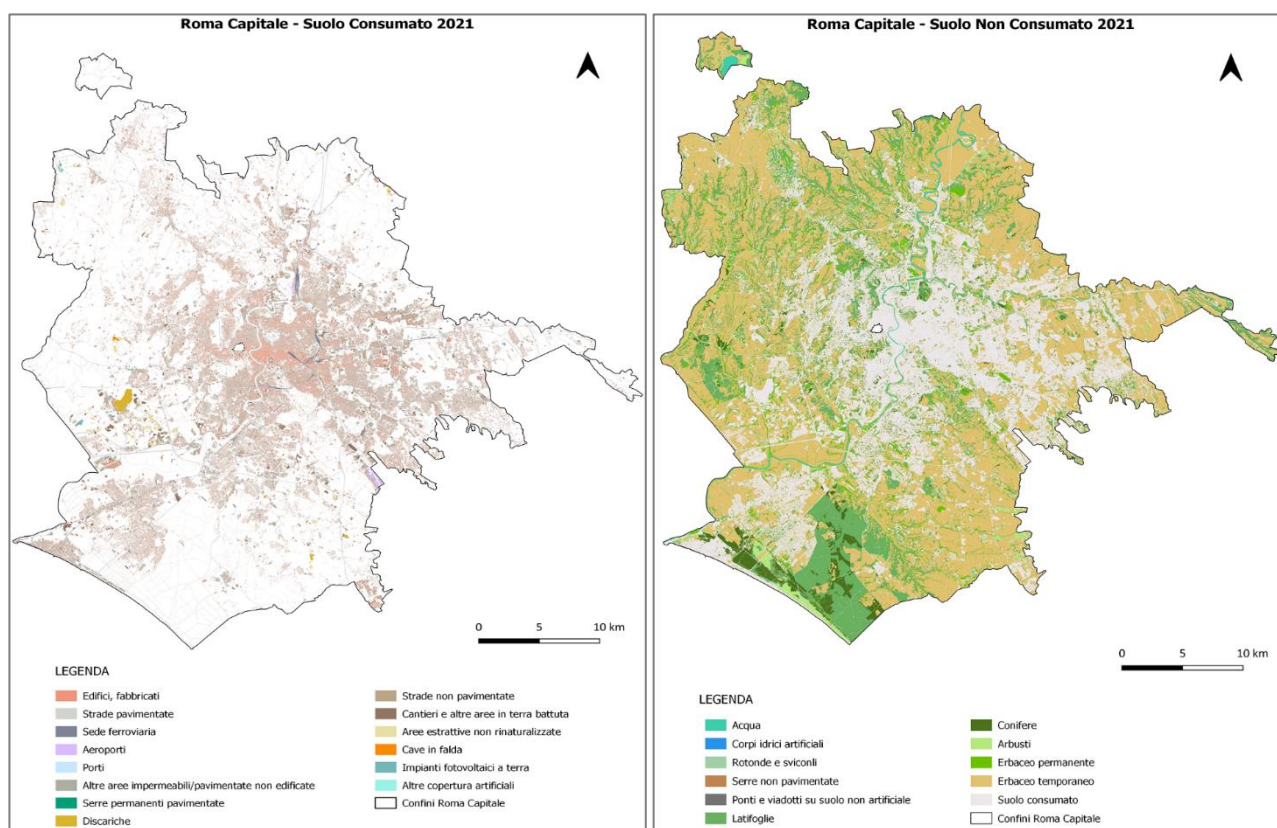 Roma Capitale - Suolo Consumato 2021
0 5 10 km
LEGENDA
Edifici, fabbricati
Strade pavimentate
Sede ferroviaria
Aeroporti
Porti
Altre aree impermeabili/pavimentate non edificate
Serre permanenti pavimentate
Discariche
Strade non pavimentate
Cantieri e altre aree in terra battuta
Aree estrattive non rinaturalizzate
Cave in falda
Impianti fotovoltaici a terra
Altre copertura artificiali
Confini Roma Capitale
Roma Capitale - Suolo Non Consumato 2021
0 5 10 km
LEGENDA
Acqua
Corpi idrici artificiali
Rotonde e sviconli
Serre non pavimentate
Ponti e viadotti su suolo non artificiale
Latifoglie
Conifere
Arbusti
Erbaceo permanente
Erbaceo temporaneo
Suolo consumato
Confini Roma Capitale